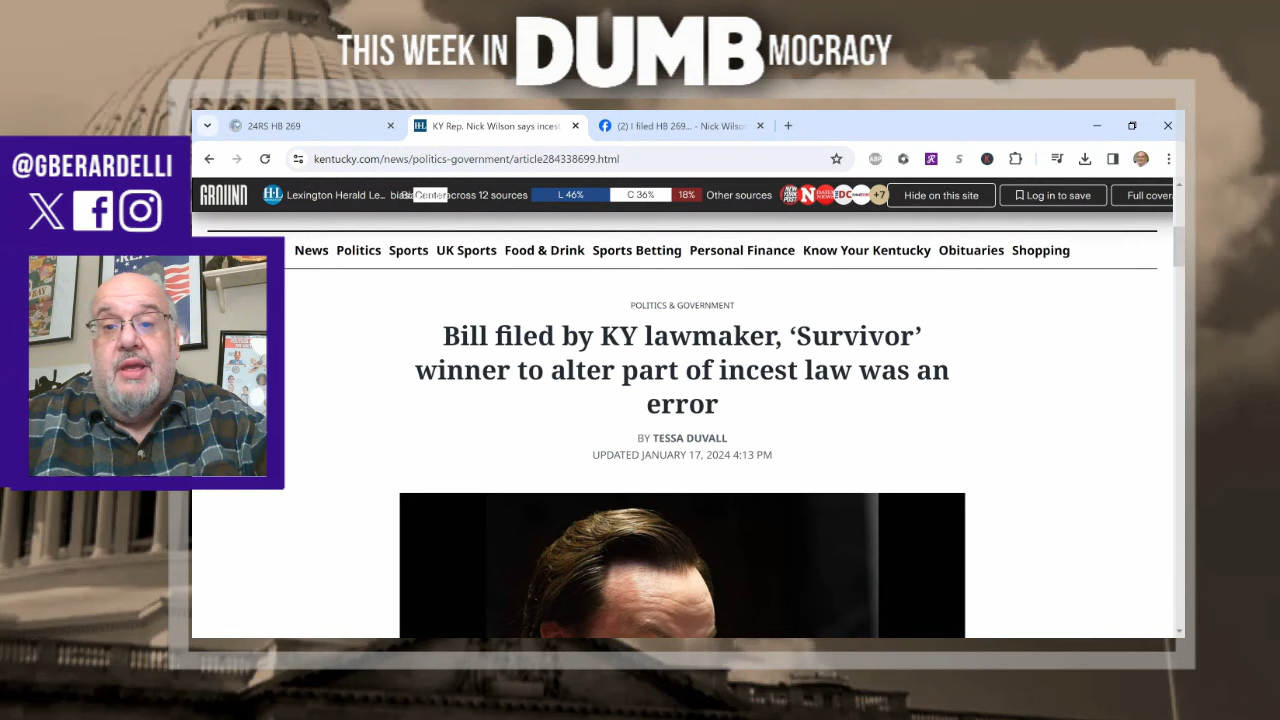 THIS WEEK IN DUMBMOCRACY
24RS HB 269
KY Rep. Nick Wilson says incest
(2) I filed HB 269... - Nick Wilson
@GBERARDELLI
kentucky.com/news/politics-government/article284338699.html
ABP
GROUND
Lexington Herald Le...
Center
across 12 sources
L 46%
C 36%
18%
Other sources
+7
Hide on this site
Log in to save
Full cover
News Politics Sports UK Sports Food & Drink Sports Betting Personal Finance Know Your Kentucky Obituaries Shopping
POLITICS & GOVERNMENT
Bill filed by KY lawmaker, ‘Survivor’
winner to alter part of incest law was an
error
BY TESSA DUVALL
UPDATED JANUARY 17, 2024 4:13 PM